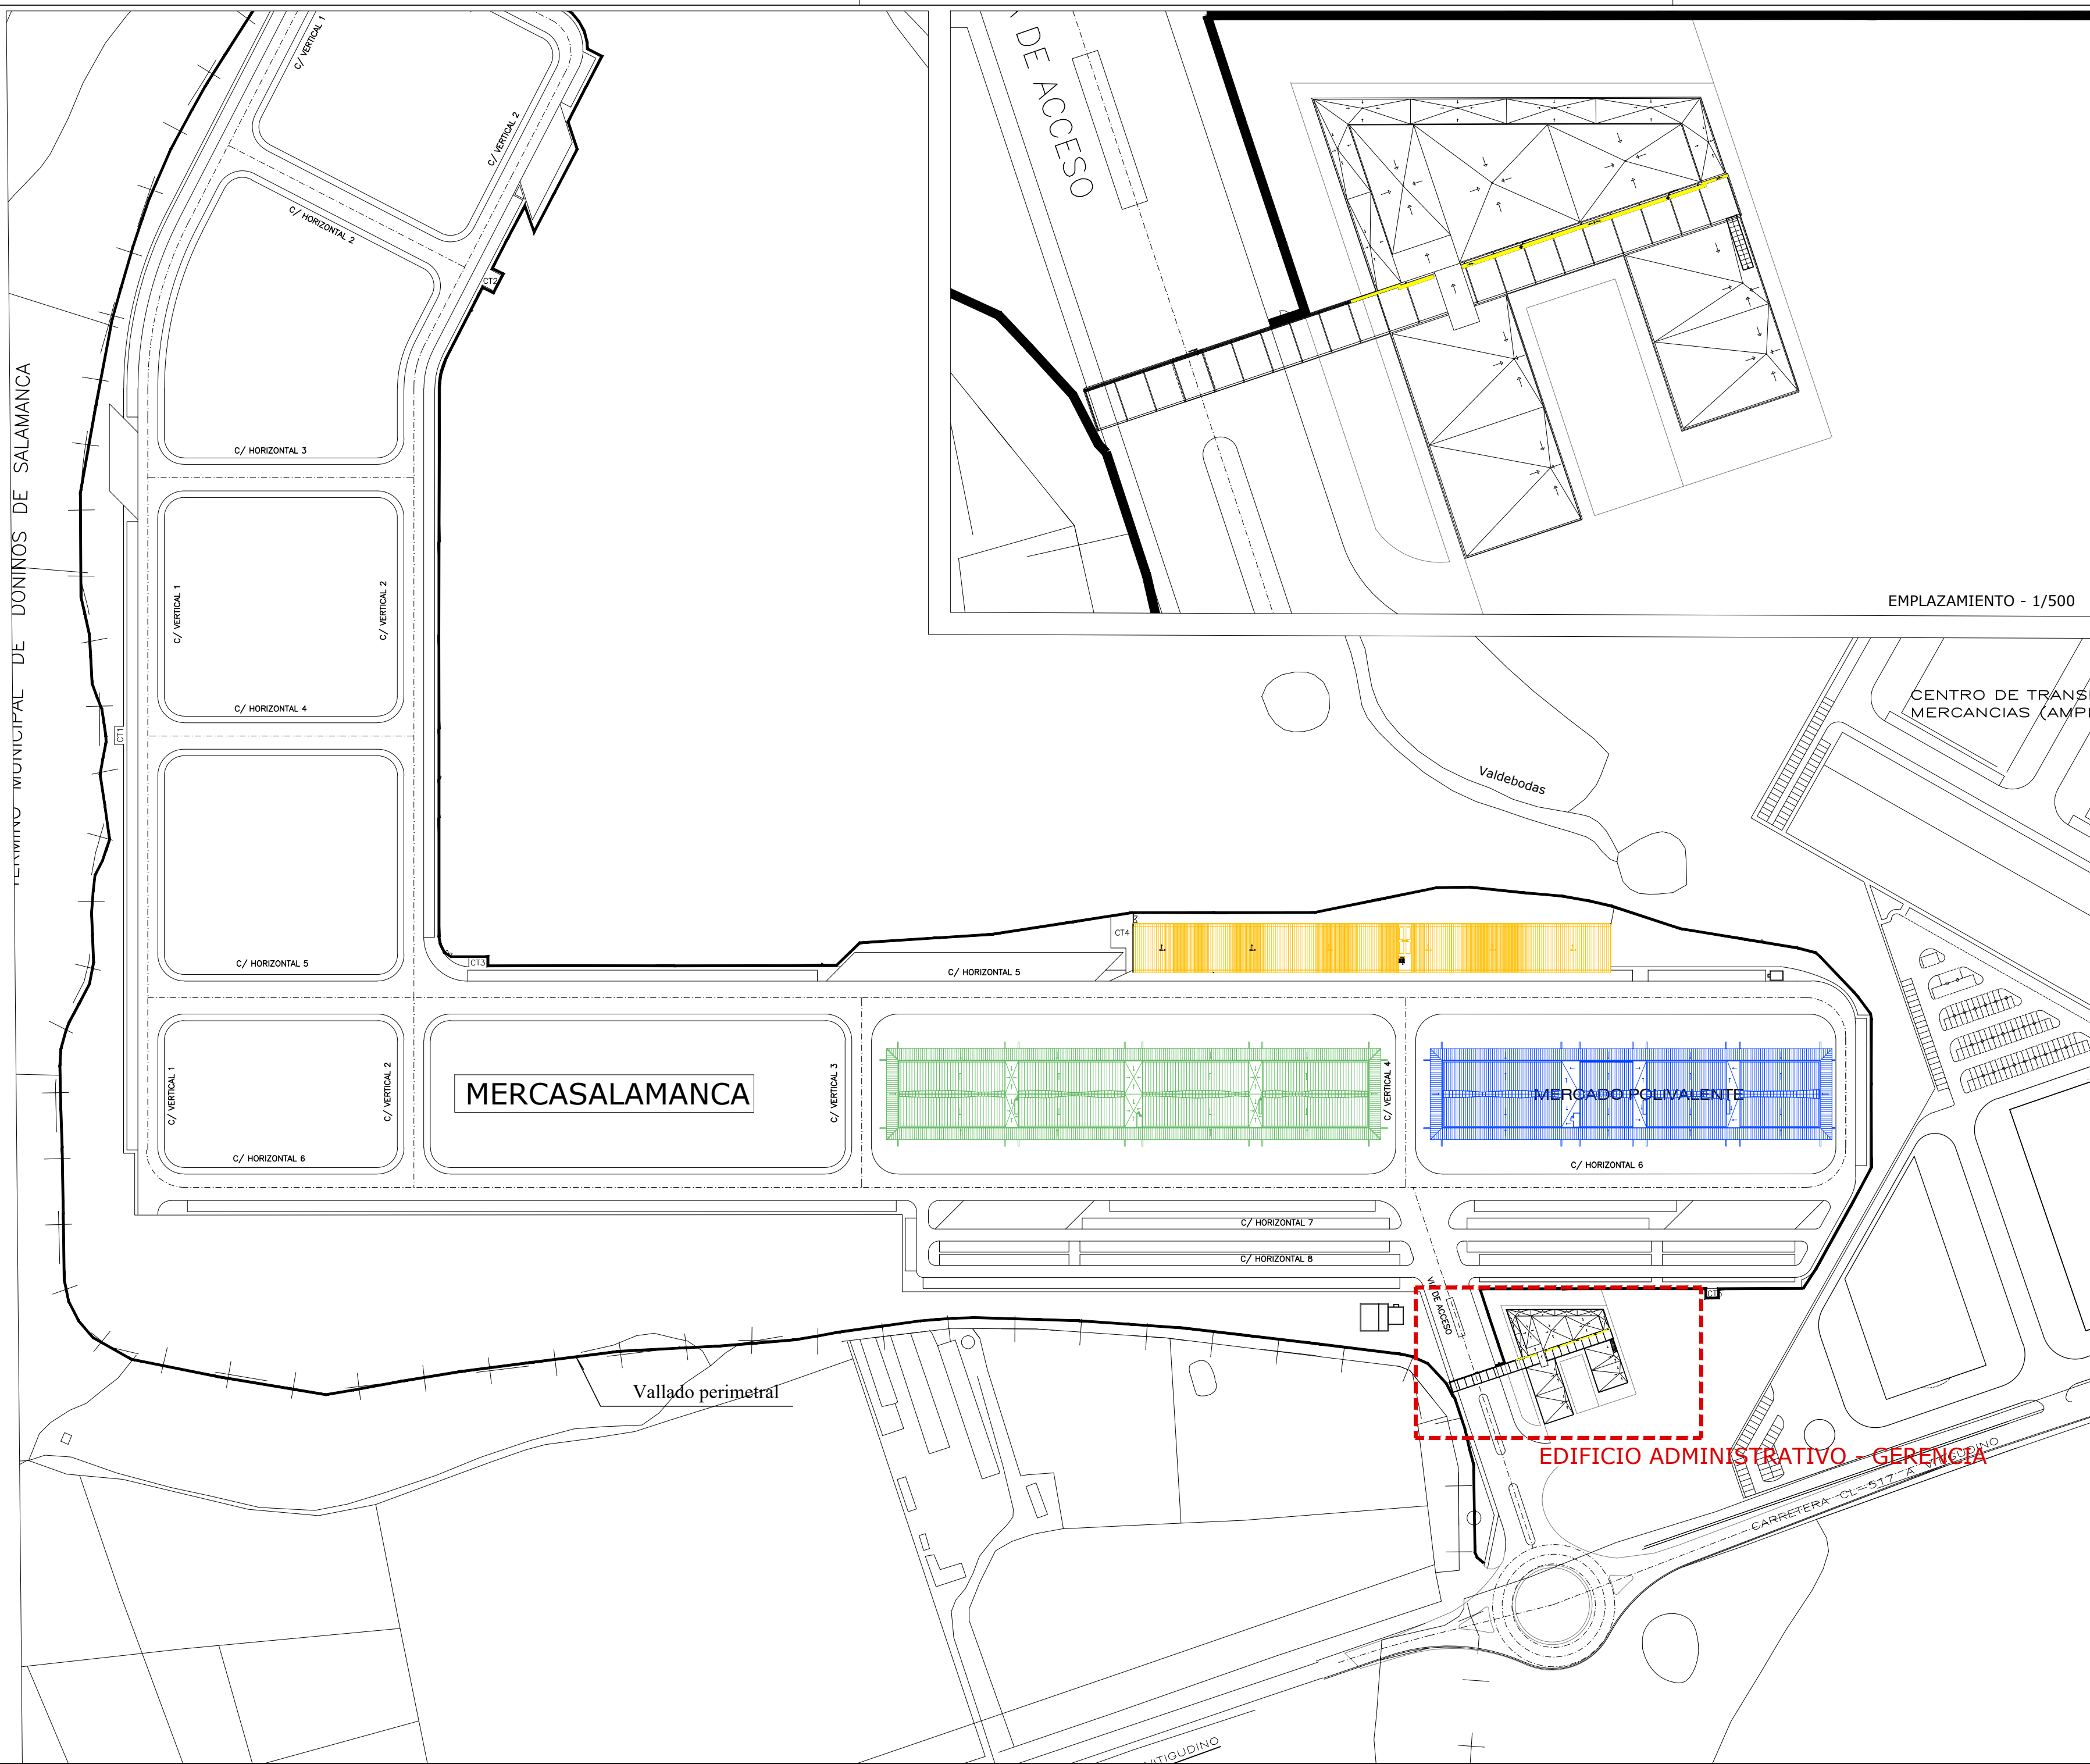 C/ VERTICAL 1
C/ VERTICAL 2
C/ HORIZONTAL 2
CT2
DE ACCESO
EMPLAZAMIENTO - 1/500
C/ HORIZONTAL 3
C/ VERTICAL 1
C/ VERTICAL 2
C/ HORIZONTAL 4
CT1
TERMINO MUNICIPAL DE DONINOS DE SALAMANCA
CENTRO DE TRANS
MERCANCIAS (AMP
Valdebodas
CT4
C/ HORIZONTAL 5
CT3
C/ HORIZONTAL 5
C/ VERTICAL 1
C/ VERTICAL 2
MERCASALAMANCA
C/ VERTICAL 3
C/ VERTICAL 4
MERCADO POLIVALENTE
C/ HORIZONTAL 6
C/ HORIZONTAL 6
C/ HORIZONTAL 7
C/ HORIZONTAL 8
VIA DE ACCESO
Vallado perimetral
EDIFICIO ADMINISTRATIVO - GERENCIA
CARRETERA CL-517 A VITIGUDINO
VITIGUDINO